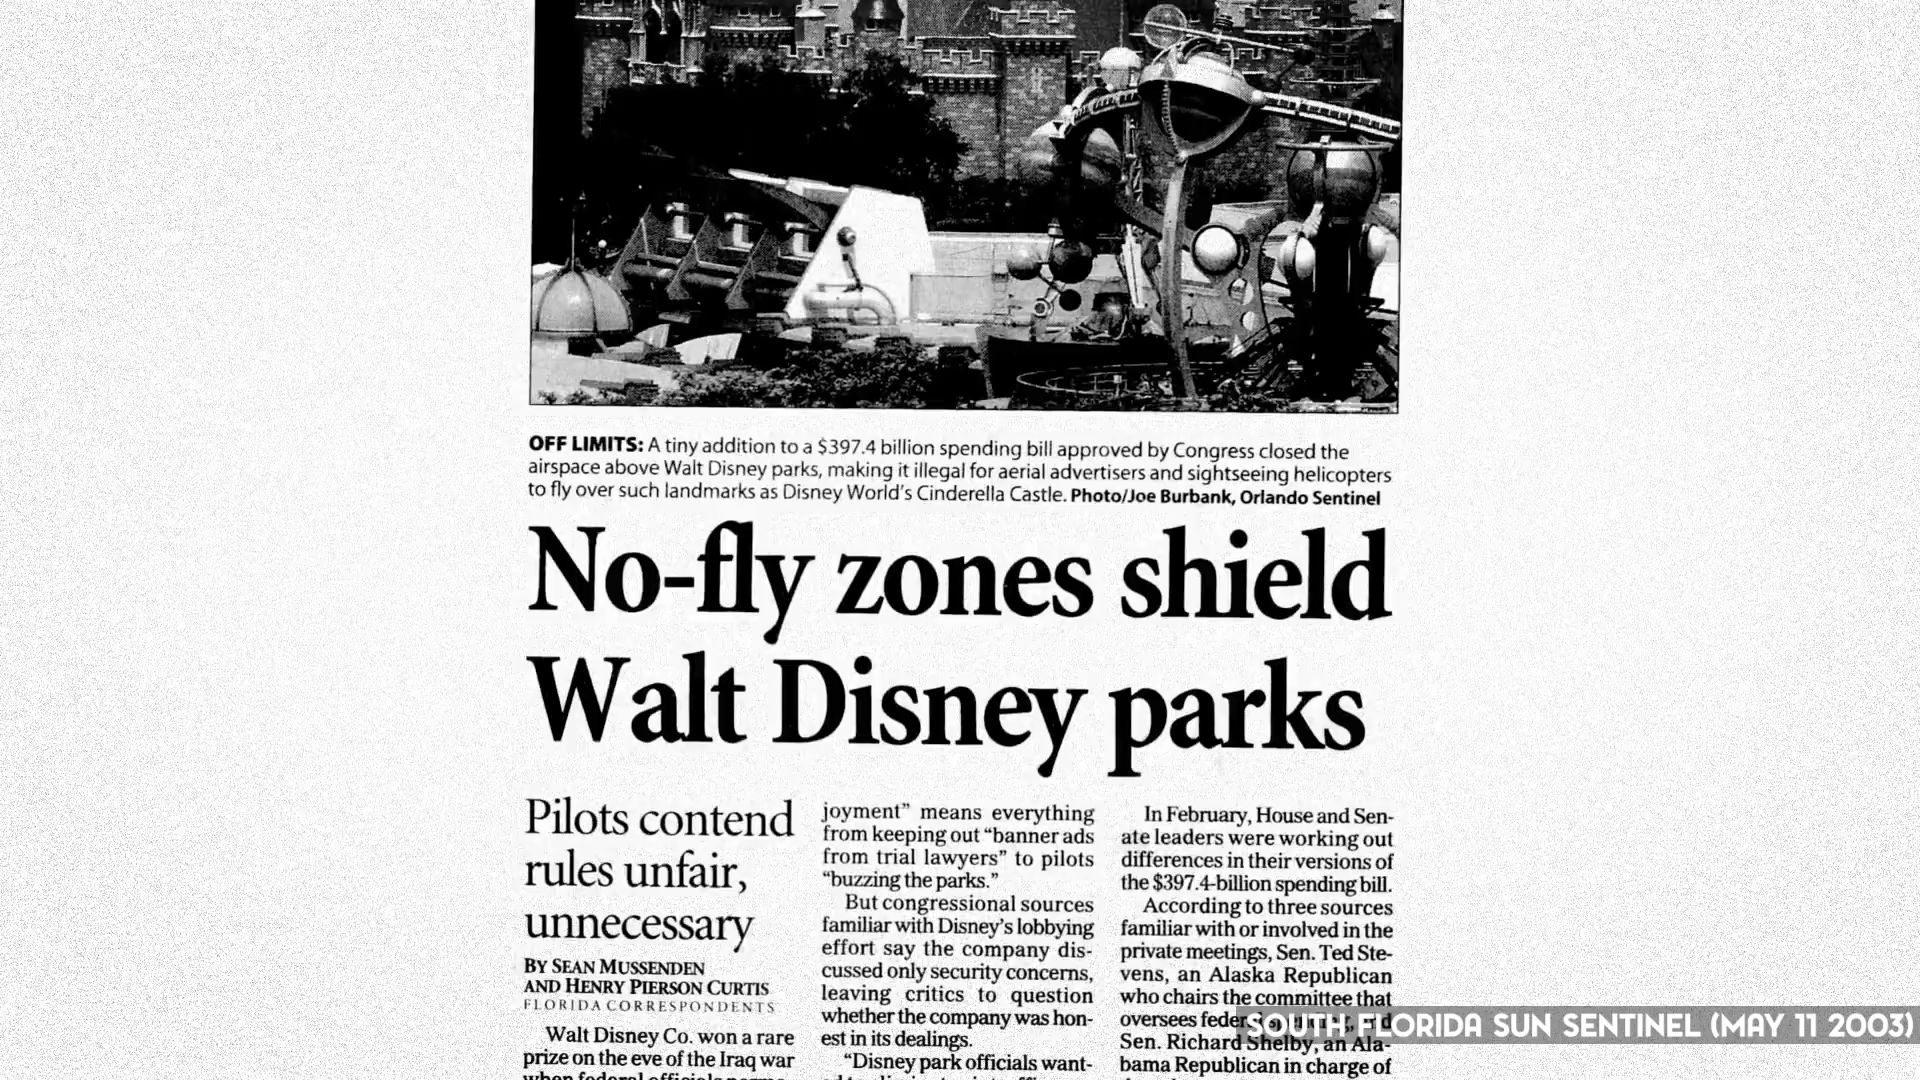 OFF LIMITS: A tiny addition to a $397.4 billion spending bill approved by Congress closed the
airspace above Walt Disney parks, making it illegal for aerial advertisers and sightseeing helicopters
to fly over such landmarks as Disney World's Cinderella Castle. Photo/Joe Burbank, Orlando Sentinel
No-fly zones shield
Walt Disney parks
Pilots contend
rules unfair,
unnecessary
BY SEAN MUSSENDEN
AND HENRY PIERSON CURTIS
FLORIDA CORRESPONDENTS
Walt Disney Co. won a rare
prize on the eve of the Iraq war
when federal officials
joyment" means everything
from keeping out "banner ads
from trial lawyers" to pilots
"buzzing the parks."
But congressional sources
familiar with Disney's lobbying
effort say the company dis-
cussed only security concerns,
leaving critics to question
whether the company was hon-
est in its dealings.
"Disney park officials want-
In February, House and Sen-
ate leaders were working out
differences in their versions of
the $397.4-billion spending bill.
According to three sources
familiar with or involved in the
private meetings, Sen. Ted Ste-
vens, an Alaska Republican
who chairs the committee that
oversees federal spending, and
Sen. Richard Shelby, an Ala-
bama Republican in charge of
SOUTH FLORIDA SUN SENTINEL (MAY 11 2003)